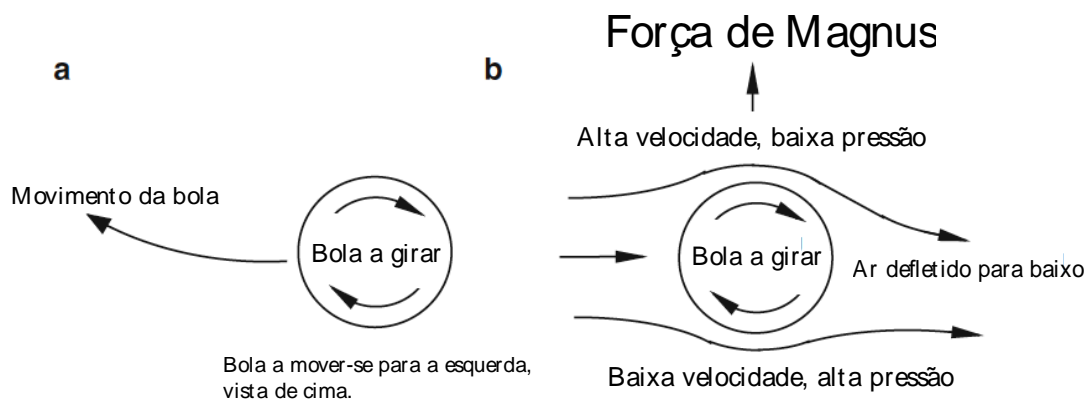 Força de Magnus
a
b
Alta velocidade, baixa pressão
Movimento da bola
Bola a girar
Bola a girar
Ar defletido para baixo
Bola a mover-se para a esquerda,
vista de cima.
Baixa velocidade, alta pressão